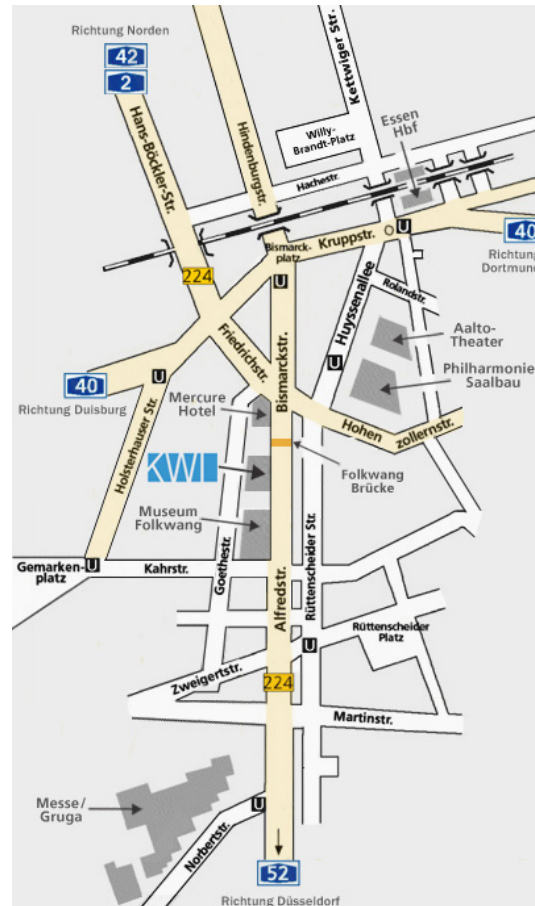 Richtung Norden
42
2
Kettwiger Str.
Hans-Böckler-Str.
Hindenburgstr.
Essen
Hbf
Willy-
Brandt-Platz
Hachestr.
Bismarck-
platz
Kruppstr.
U
40
Richtung
Dortmund
224
U
Huyssenallee
Rolandstr.
Friedrichstr.
Bismarckstr.
Aalto-
Theater
U
U
Philharmonie
Saalbau
40
Richtung Duisburg
Mercure
Hotel
Holsterhauser Str.
Hohen
zollernstr.
KWI
Folkwang
Brücke
Museum
Folkwang
Rüttenscheider Str.
Gemarken-
platz
U
Kahrstr.
Goethestr.
Alfredstr.
Rüttenscheider
Platz
U
Zweigertstr.
224
Martinstr.
Messe/
Gruga
U
Norbertstr.
52
Richtung Düsseldorf